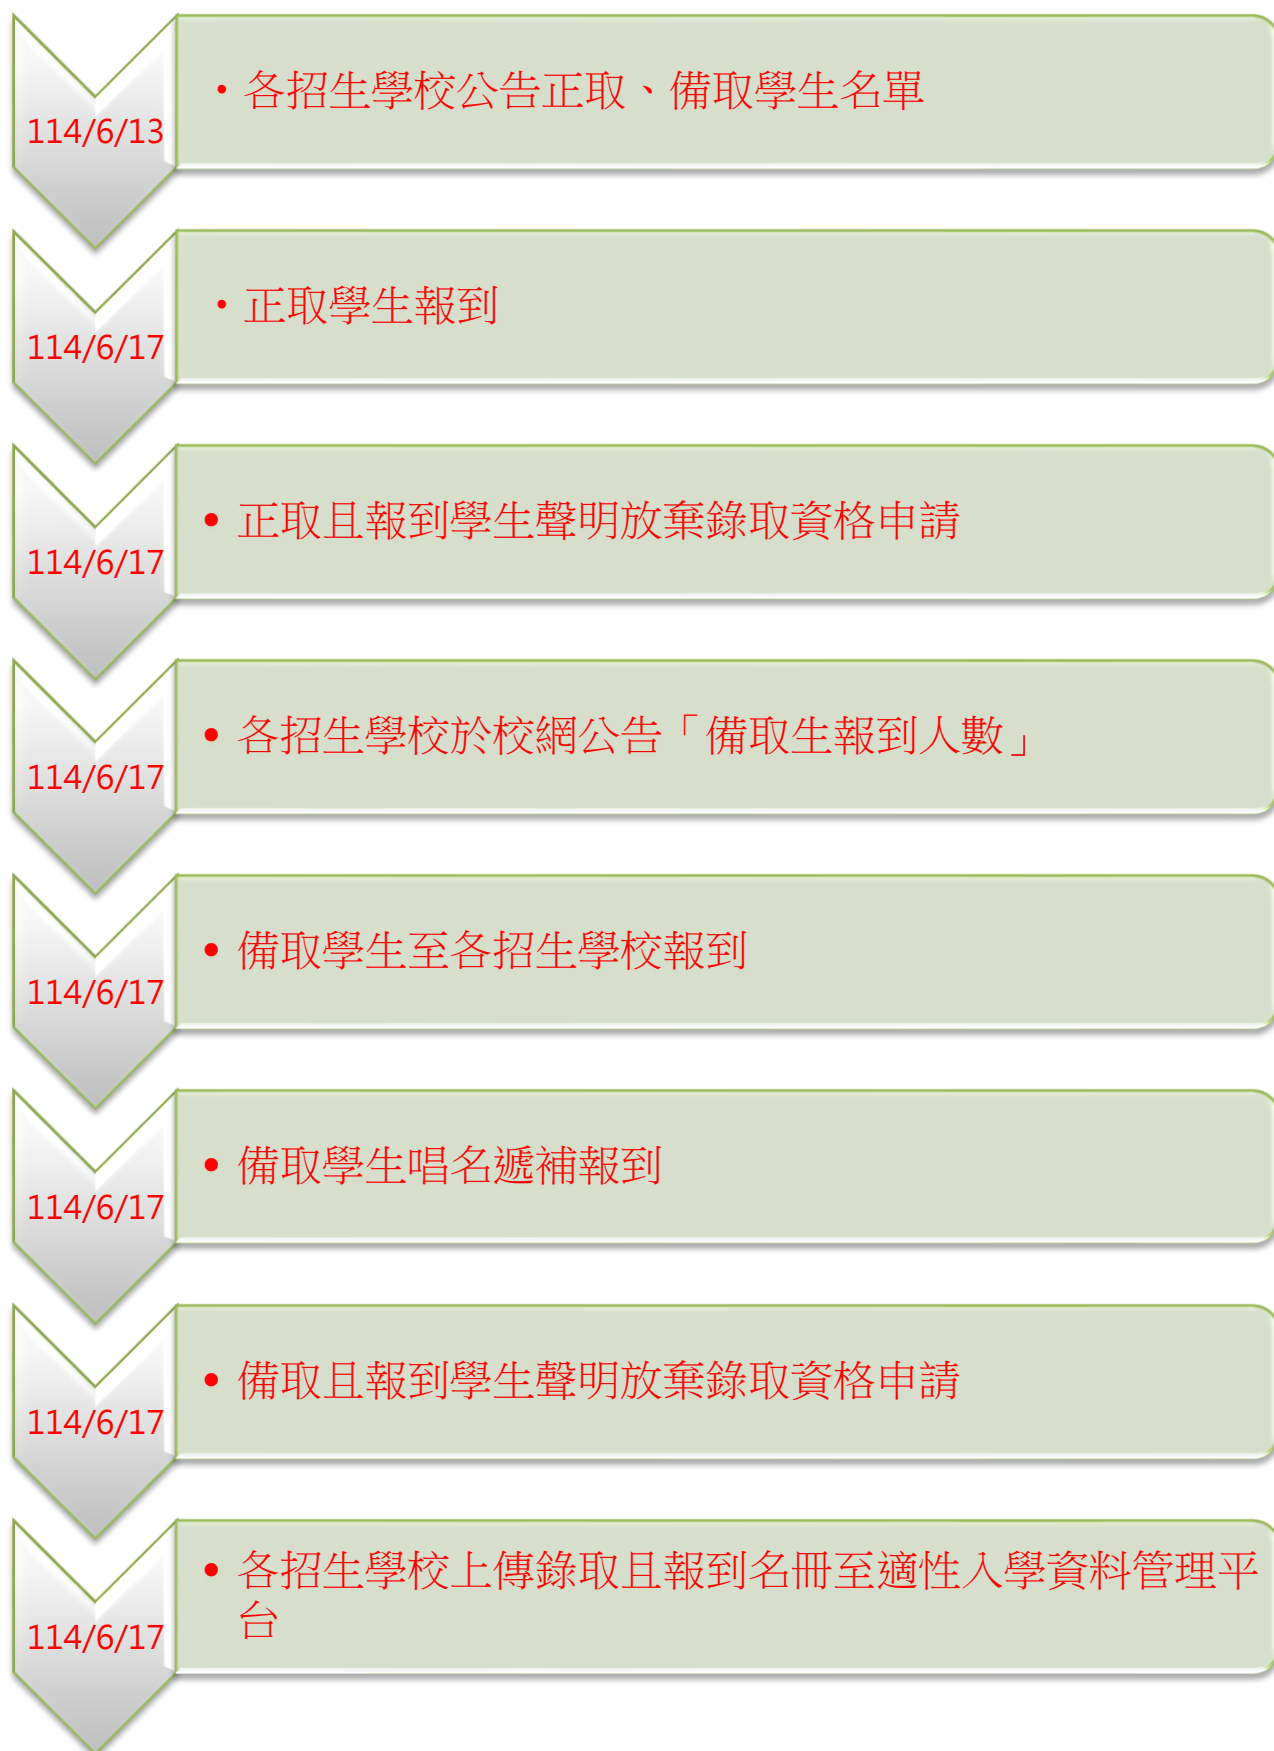 114/6/13
・各招生學校公告正取、備取學生名單
114/6/17
・正取學生報到
114/6/17
•正取且報到學生聲明放棄錄取資格申請
114/6/17
•各招生學校於校網公告「備取生報到人數」
114/6/17
•備取學生至各招生學校報到
114/6/17
•備取學生唱名遞補報到
114/6/17
•備取且報到學生聲明放棄錄取資格申請
114/6/17
•各招生學校上傳錄取且報到名冊至適性入學資料管理平
台